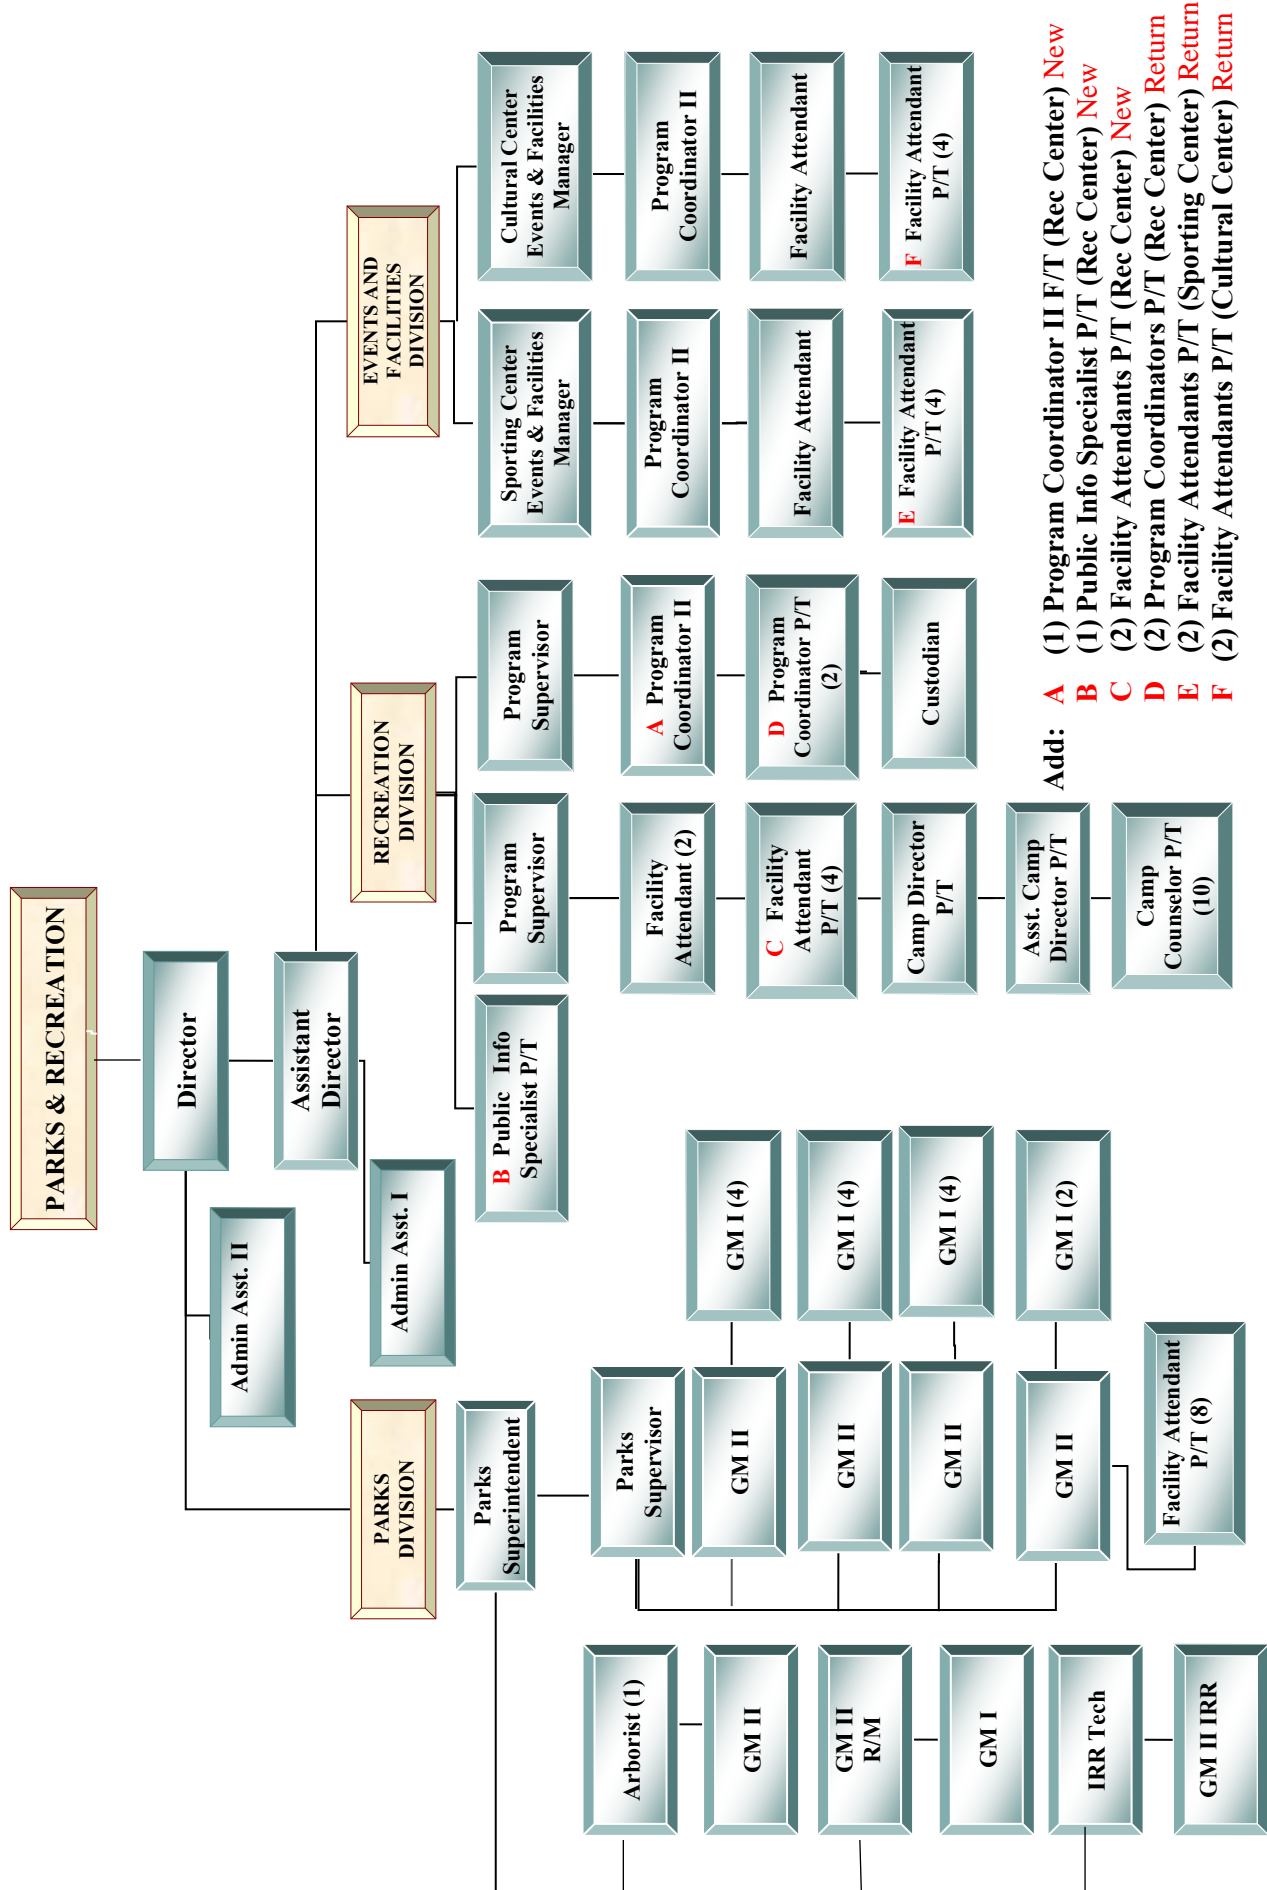 PARKS & RECREATION
Director
Admin Asst. II
Assistant
Director
Admin Asst. I
PARKS
DIVISION
RECREATION
DIVISION
EVENTS AND
FACILITIES
DIVISION
Parks
Superintendent
Parks
Supervisor
GM II
GM I (4)
GM II
GM I (4)
GM II
GM I (4)
GM II
GM I (2)
Facility Attendant
P/T (8)
Arborist (1)
GM II
GM II
R/M
GM I
IRR Tech
GM II IRR
B Public Info
Specialist P/T
Program
Supervisor
Facility
Attendant (2)
C Facility
Attendant
P/T (4)
Camp Director
P/T
Asst. Camp
Director P/T
Camp
Counselor P/T
(10)
Program
Supervisor
A Program
Coordinator II
D Program
Coordinator P/T
(2)
Custodian
Sporting Center
Events & Facilities
Manager
Program
Coordinator II
Facility Attendant
E Facility Attendant
P/T (4)
Cultural Center
Events & Facilities
Manager
Program
Coordinator II
Facility Attendant
F Facility Attendant
P/T (4)
Add: A (1) Program Coordinator II F/T (Rec Center) New
B (1) Public Info Specialist P/T (Rec Center) New
C (2) Facility Attendants P/T (Rec Center) New
D (2) Program Coordinators P/T (Rec Center) Return
E (2) Facility Attendants P/T (Sporting Center) Return
F (2) Facility Attendants P/T (Cultural Center) Return